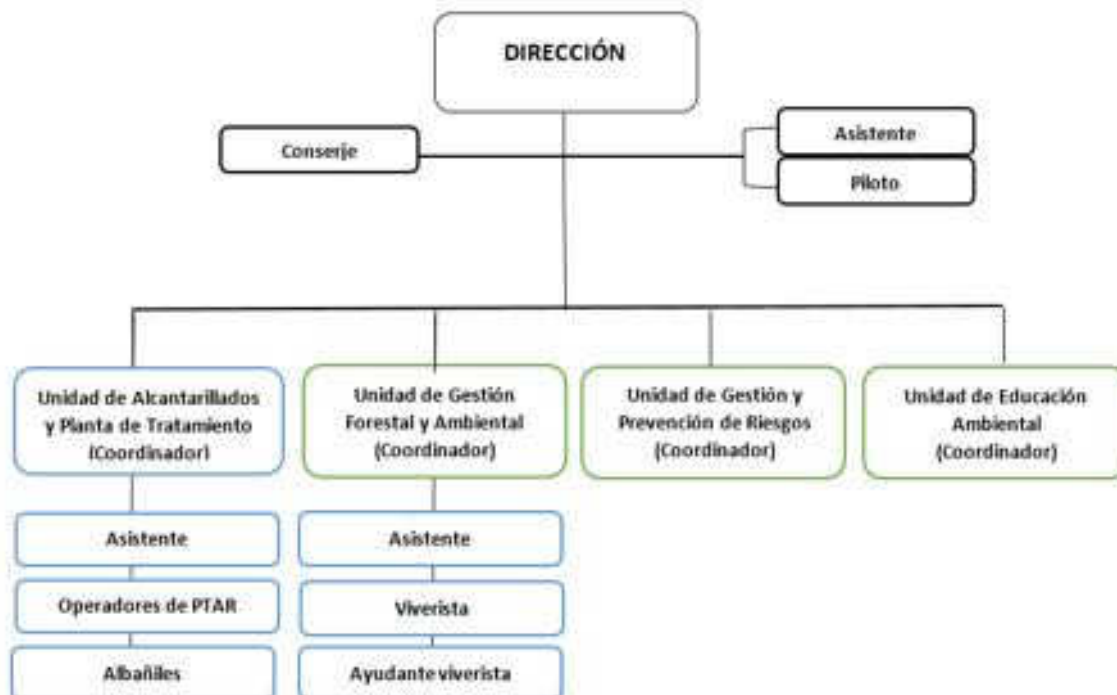 DIRECCIÓN
Conserje
Asistente
Piloto
Unidad de Alcantarillados
y Planta de Tratamiento
(Coordinador)
Unidad de Gestión
Forestal y Ambiental
(Coordinador)
Unidad de Gestión y
Prevención de Riesgos
(Coordinador)
Unidad de Educación
Ambiental
(Coordinador)
Asistente
Operadores de PTAR
Albañiles
Asistente
Viverista
Ayudante viverista